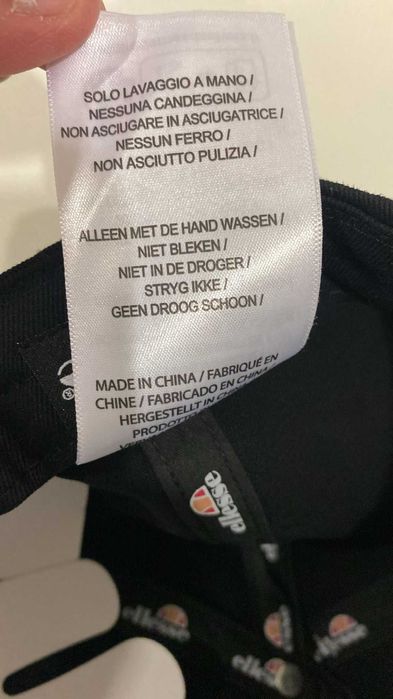 SOLO LAVAGGIO A MANO /
NESSUNA CANDEGGINA /
NON ASCIUGARE IN ASCIUGATRICE /
NESSUN FERRO /
NON ASCIUTTO PULIZIA /
ALLEEN MET DE HAND WASSEN /
NIET BLEKEN /
NIET IN DE DROGER /
STRYG IKKE /
GEEN DROOG SCHOON /
MADE IN CHINA / FABRIQUÉ EN
CHINE / FABRICADO EN CHINA
HERGESTELLT IN CHINA
PRODOTTO
ellesse
ellesse
ellesse